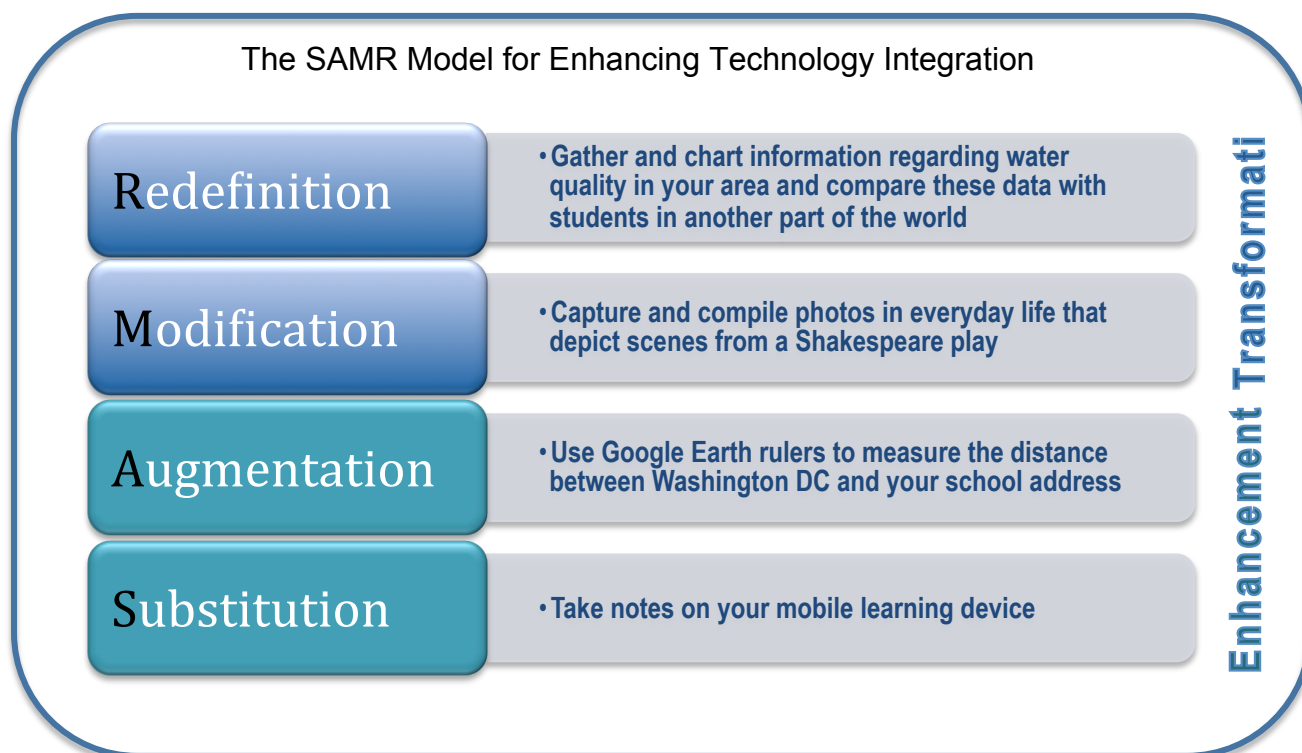 The SAMR Model for Enhancing Technology Integration
Redefinition
• Gather and chart information regarding water
quality in your area and compare these data with
students in another part of the world
Modification
• Capture and compile photos in everyday life that
depict scenes from a Shakespeare play
Augmentation
• Use Google Earth rulers to measure the distance
between Washington DC and your school address
Substitution
• Take notes on your mobile learning device
Enhancement Transformati